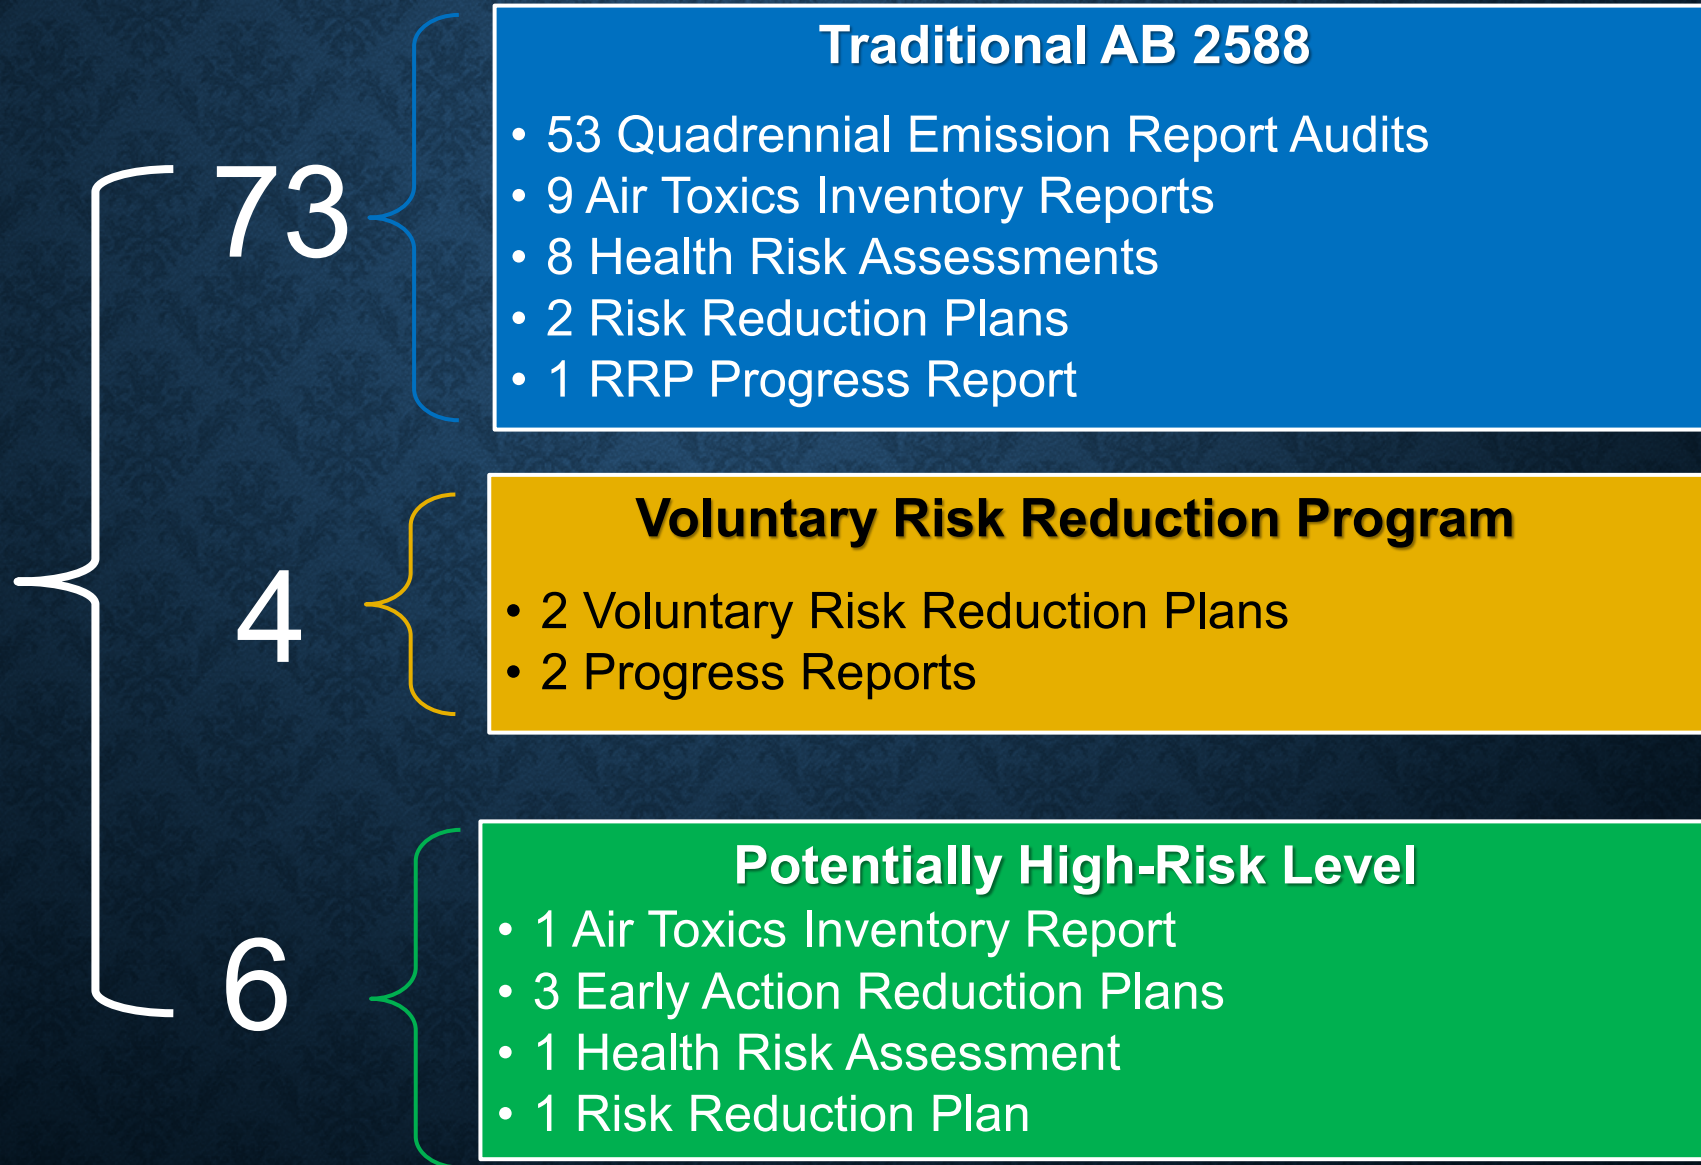 73
Traditional AB 2588
• 53 Quadrennial Emission Report Audits
• 9 Air Toxics Inventory Reports
• 8 Health Risk Assessments
• 2 Risk Reduction Plans
• 1 RRP Progress Report
4
Voluntary Risk Reduction Program
• 2 Voluntary Risk Reduction Plans
• 2 Progress Reports
6
Potentially High-Risk Level
• 1 Air Toxics Inventory Report
• 3 Early Action Reduction Plans
• 1 Health Risk Assessment
• 1 Risk Reduction Plan